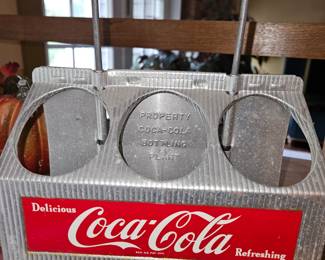 PROPERTY
COCA-COLA
BOTTLING
PLANT
Delicious
Coca-Cola
Refreshing